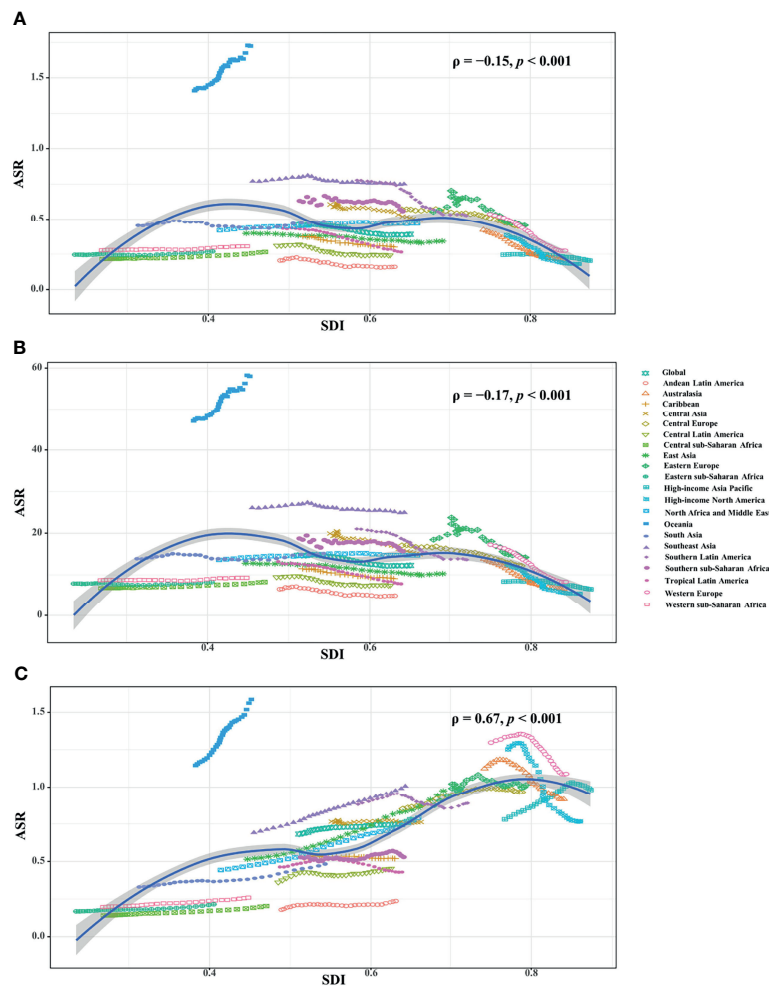 A
ρ = −0.15, p < 0.001
1.5
1.0
0.5
0.0
ASR
0.4
0.6
0.8
SDI
B
ρ = −0.17, p < 0.001
60
40
20
0
ASR
0.4
0.6
0.8
SDI
Global
Andean Latin America
Australasia
Caribbean
Central Asia
Central Europe
Central Latin America
Central sub-Saharan Africa
East Asia
Eastern Europe
Eastern sub-Saharan Africa
High-income Asia Pacific
High-income North America
North Africa and Middle East
Oceania
South Asia
Southeast Asia
Southern Latin America
Southern sub-Saharan Africa
Tropical Latin America
Western Europe
Western sub-Saharan Africa
C
ρ = 0.67, p < 0.001
1.5
1.0
0.5
0.0
ASR
0.4
0.6
0.8
SDI